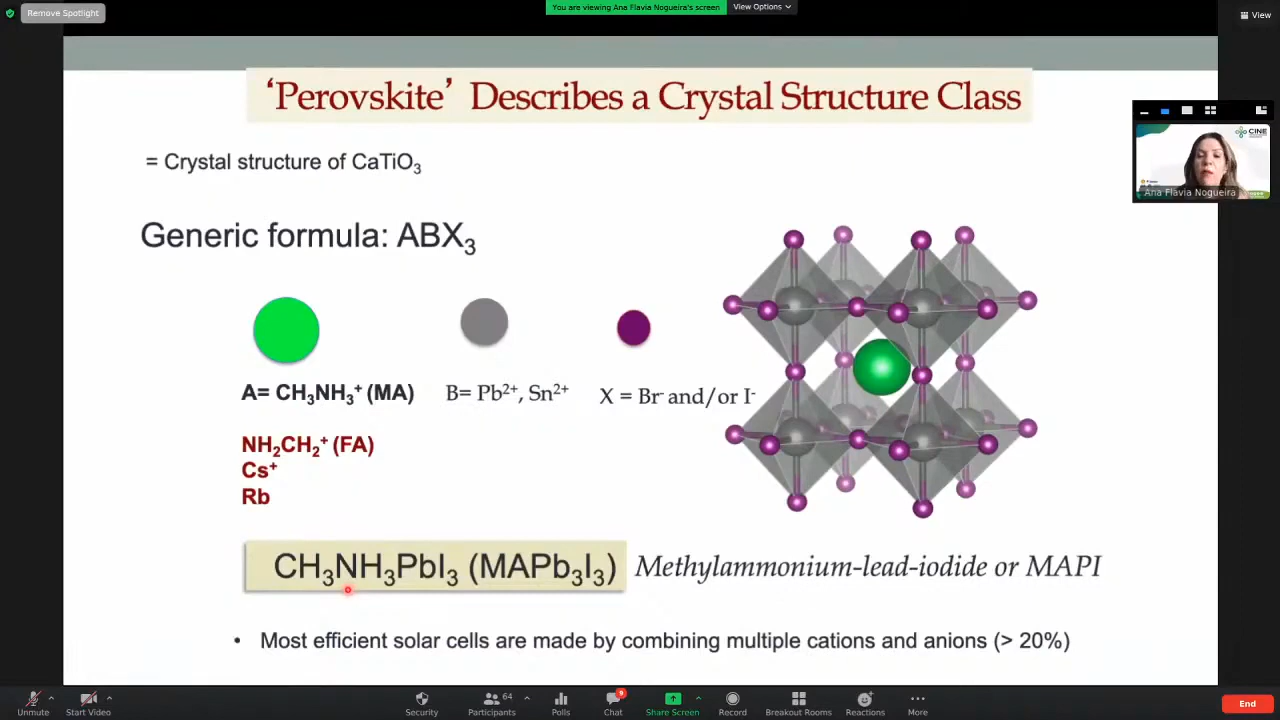 Remove Spotlight
You are viewing Ana Flavia Nogueira's screen
View Options
View
'Perovskite' Describes a Crystal Structure Class
CINE
Ana Flavia Nogueira
= Crystal structure of CaTiO₃
Generic formula: ABX₃
A= CH₃NH₃⁺ (MA)
B= Pb²⁺, Sn²⁺
X = Br⁻ and/or I⁻
NH₂CH₂⁺ (FA)
Cs⁺
Rb
CH₃NH₃PbI₃ (MAPb₃I₃)
Methylammonium-lead-iodide or MAPI
• Most efficient solar cells are made by combining multiple cations and anions (> 20%)
Unmute
Start Video
Security
Participants
64
Polls
Chat
9
Share Screen
Record
Breakout Rooms
Reactions
More
End